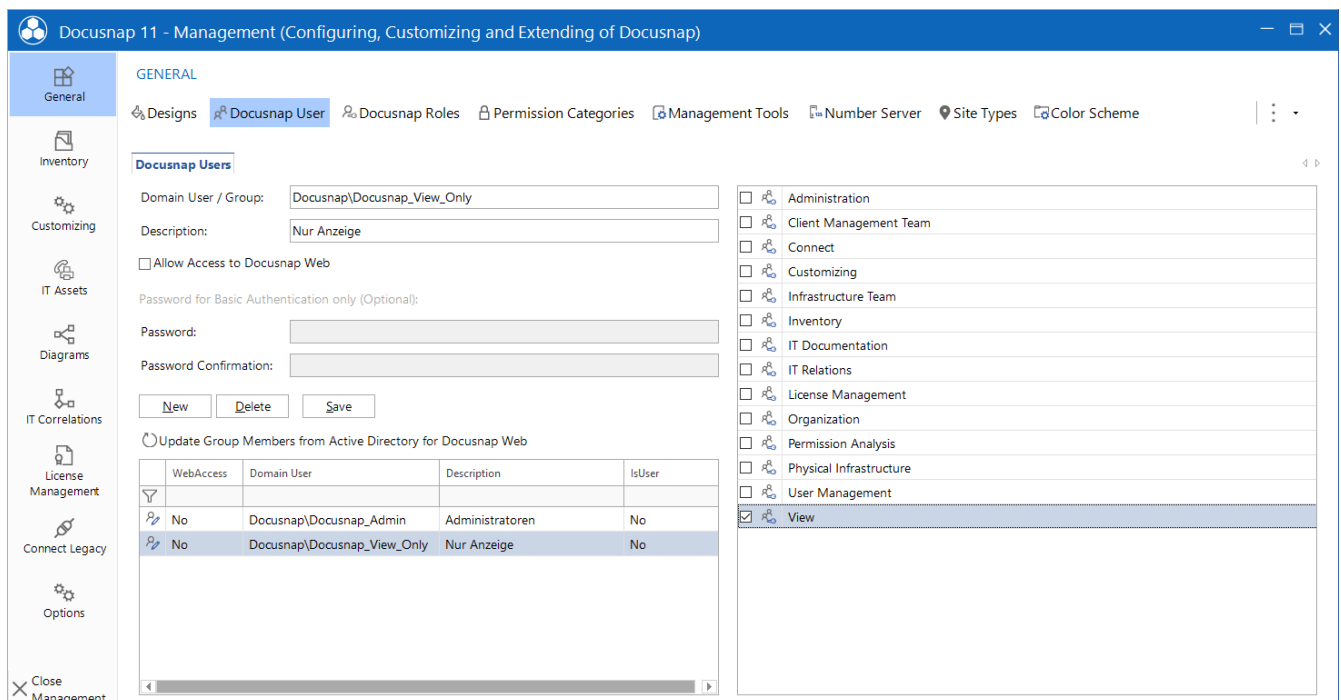 Docusnap 11 - Management (Configuring, Customizing and Extending of Docusnap)
General
Inventory
Customizing
IT Assets
Diagrams
IT Correlations
License
Management
Connect Legacy
Options
Close
Management
GENERAL
Designs Docusnap User Docusnap Roles Permission Categories Management Tools Number Server Site Types Color Scheme
Docusnap Users
Domain User / Group: Docusnap\Docusnap_View_Only
Description: Nur Anzeige
Allow Access to Docusnap Web
Password for Basic Authentication only (Optional):
Password:
Password Confirmation:
New Delete Save
Update Group Members from Active Directory for Docusnap Web
WebAccess Domain User Description IsUser
No Docusnap\Docusnap_Admin Administratoren No
No Docusnap\Docusnap_View_Only Nur Anzeige No
Administration
Client Management Team
Connect
Customizing
Infrastructure Team
Inventory
IT Documentation
IT Relations
License Management
Organization
Permission Analysis
Physical Infrastructure
User Management
View